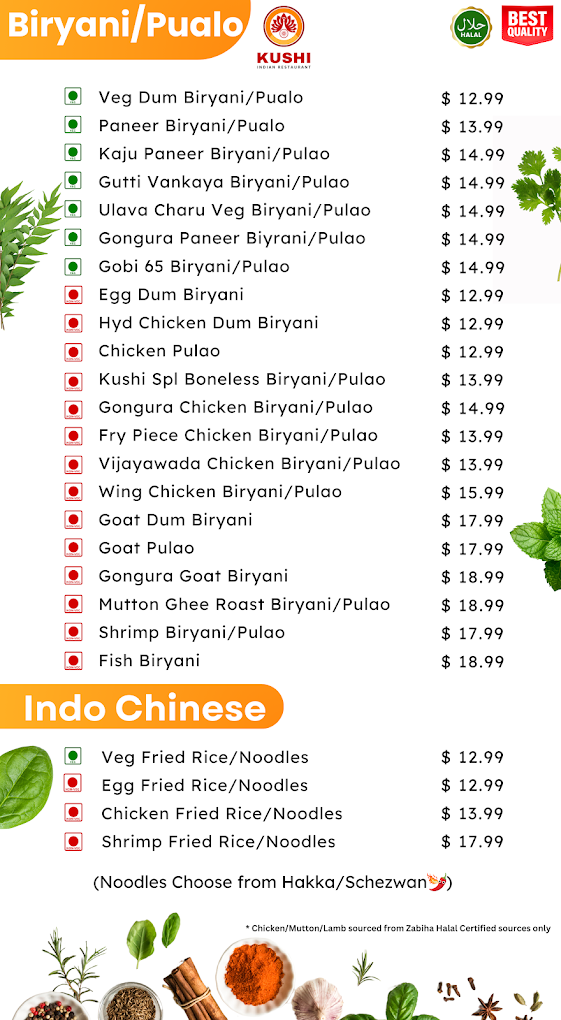 Biryani/Pualo
KUSHI
INDIAN RESTAURANT
حلال
HALAL
BEST
QUALITY
Veg Dum Biryani/Pualo $ 12.99
Paneer Biryani/Pualo $ 13.99
Kaju Paneer Biryani/Pulao $ 14.99
Gutti Vankaya Biryani/Pulao $ 14.99
Ulava Charu Veg Biryani/Pulao $ 14.99
Gongura Paneer Biyrani/Pulao $ 14.99
Gobi 65 Biryani/Pulao $ 14.99
Egg Dum Biryani $ 12.99
Hyd Chicken Dum Biryani $ 12.99
Chicken Pulao $ 12.99
Kushi Spl Boneless Biryani/Pulao $ 13.99
Gongura Chicken Biryani/Pulao $ 14.99
Fry Piece Chicken Biryani/Pulao $ 13.99
Vijayawada Chicken Biryani/Pulao $ 13.99
Wing Chicken Biryani/Pulao $ 15.99
Goat Dum Biryani $ 17.99
Goat Pulao $ 17.99
Gongura Goat Biryani $ 18.99
Mutton Ghee Roast Biryani/Pulao $ 18.99
Shrimp Biryani/Pulao $ 17.99
Fish Biryani $ 18.99
Indo Chinese
Veg Fried Rice/Noodles $ 12.99
Egg Fried Rice/Noodles $ 12.99
Chicken Fried Rice/Noodles $ 13.99
Shrimp Fried Rice/Noodles $ 17.99
(Noodles Choose from Hakka/Schezwan)
* Chicken/Mutton/Lamb sourced from Zabiha Halal Certified sources only